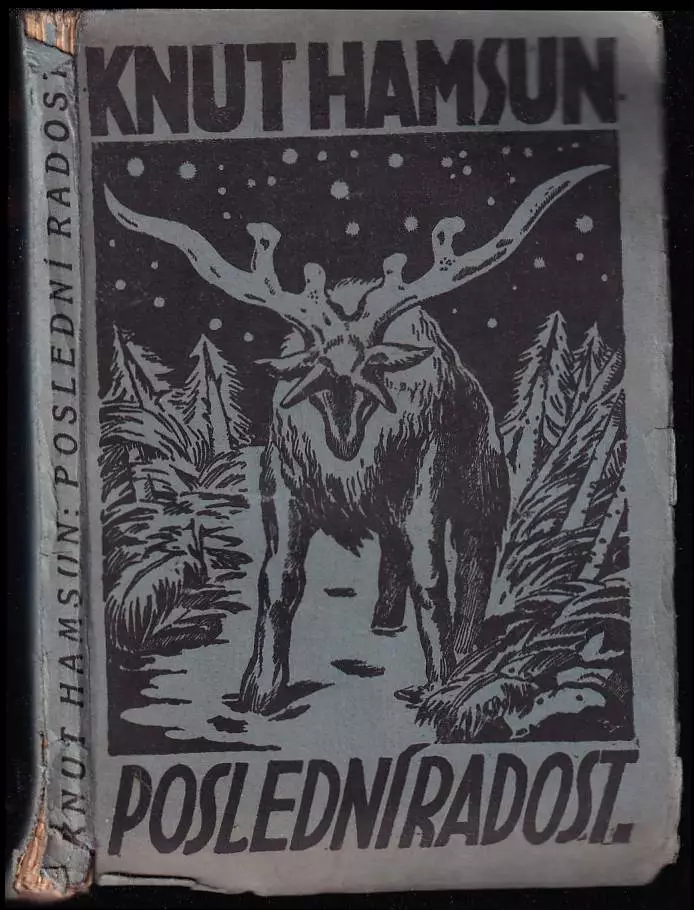 KNUT HAMSUN
POSLEDNÍ RADOST.
KNUT HAMSUN: POSLEDNÍ RADOST.